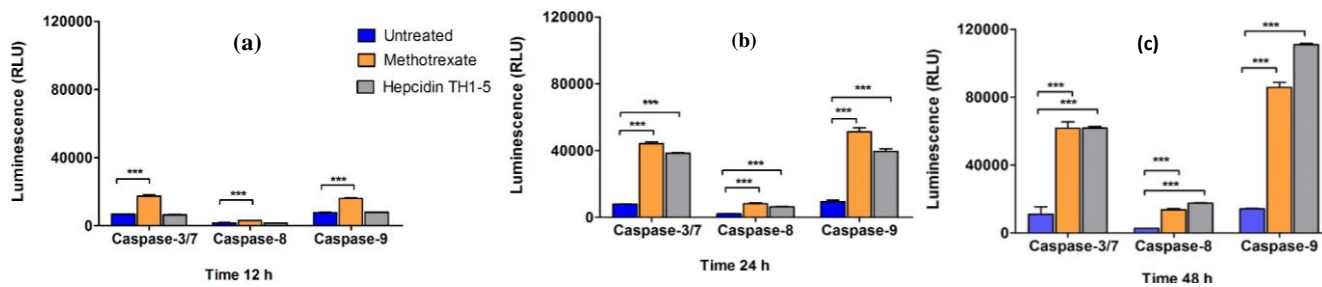 (a)
Luminescence (RLU)
120000
80000
40000
0
***
***
***
Caspase-3/7 Caspase-8 Caspase-9
Time 12 h
Untreated
Methotrexate
Hepcidin TH1-5
(b)
Luminescence (RLU)
120000
80000
40000
0
***
***
***
***
***
***
Caspase-3/7 Caspase-8 Caspase-9
Time 24 h
(c)
Luminescence (RLU)
120000
80000
40000
0
***
***
***
***
***
***
Caspase-3/7 Caspase-8 Caspase-9
Time 48 h